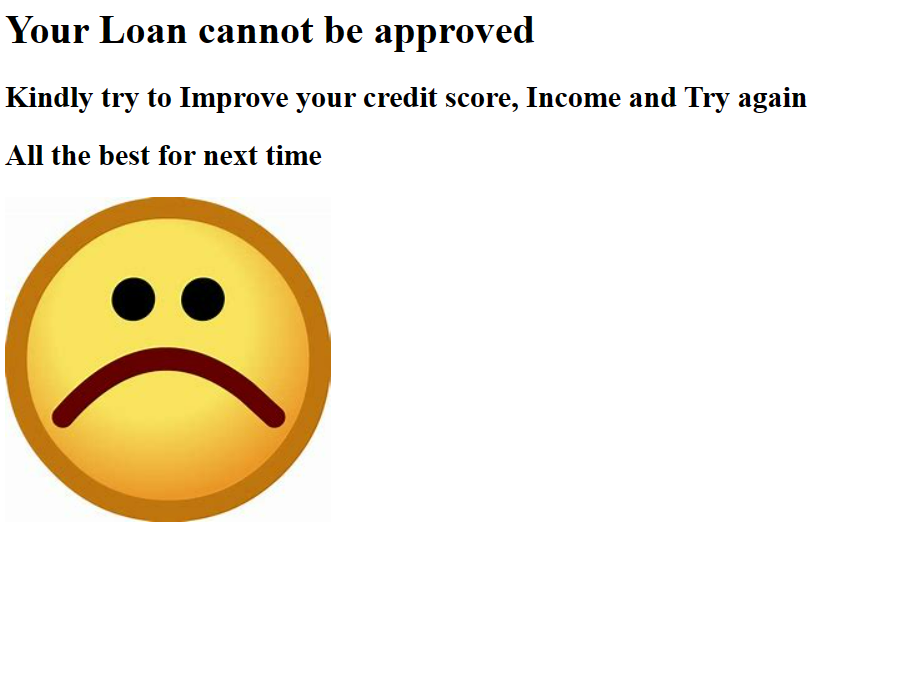 Your Loan cannot be approved
Kindly try to Improve your credit score, Income and Try again
All the best for next time